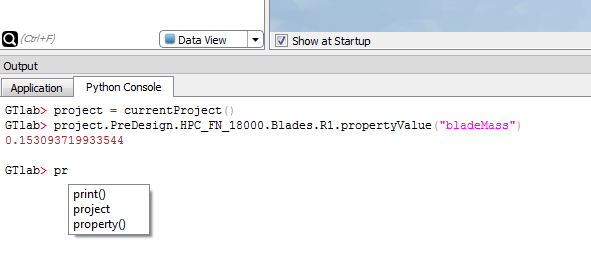 (Ctrl+F)
Data View
Show at Startup
Output
Application
Python Console
GTlab> project = currentProject()
GTlab> project.PreDesign.HPC_FN_18000.Blades.R1.propertyValue("bladeMass")
0.153093719933544
GTlab> pr
print()
project
property()